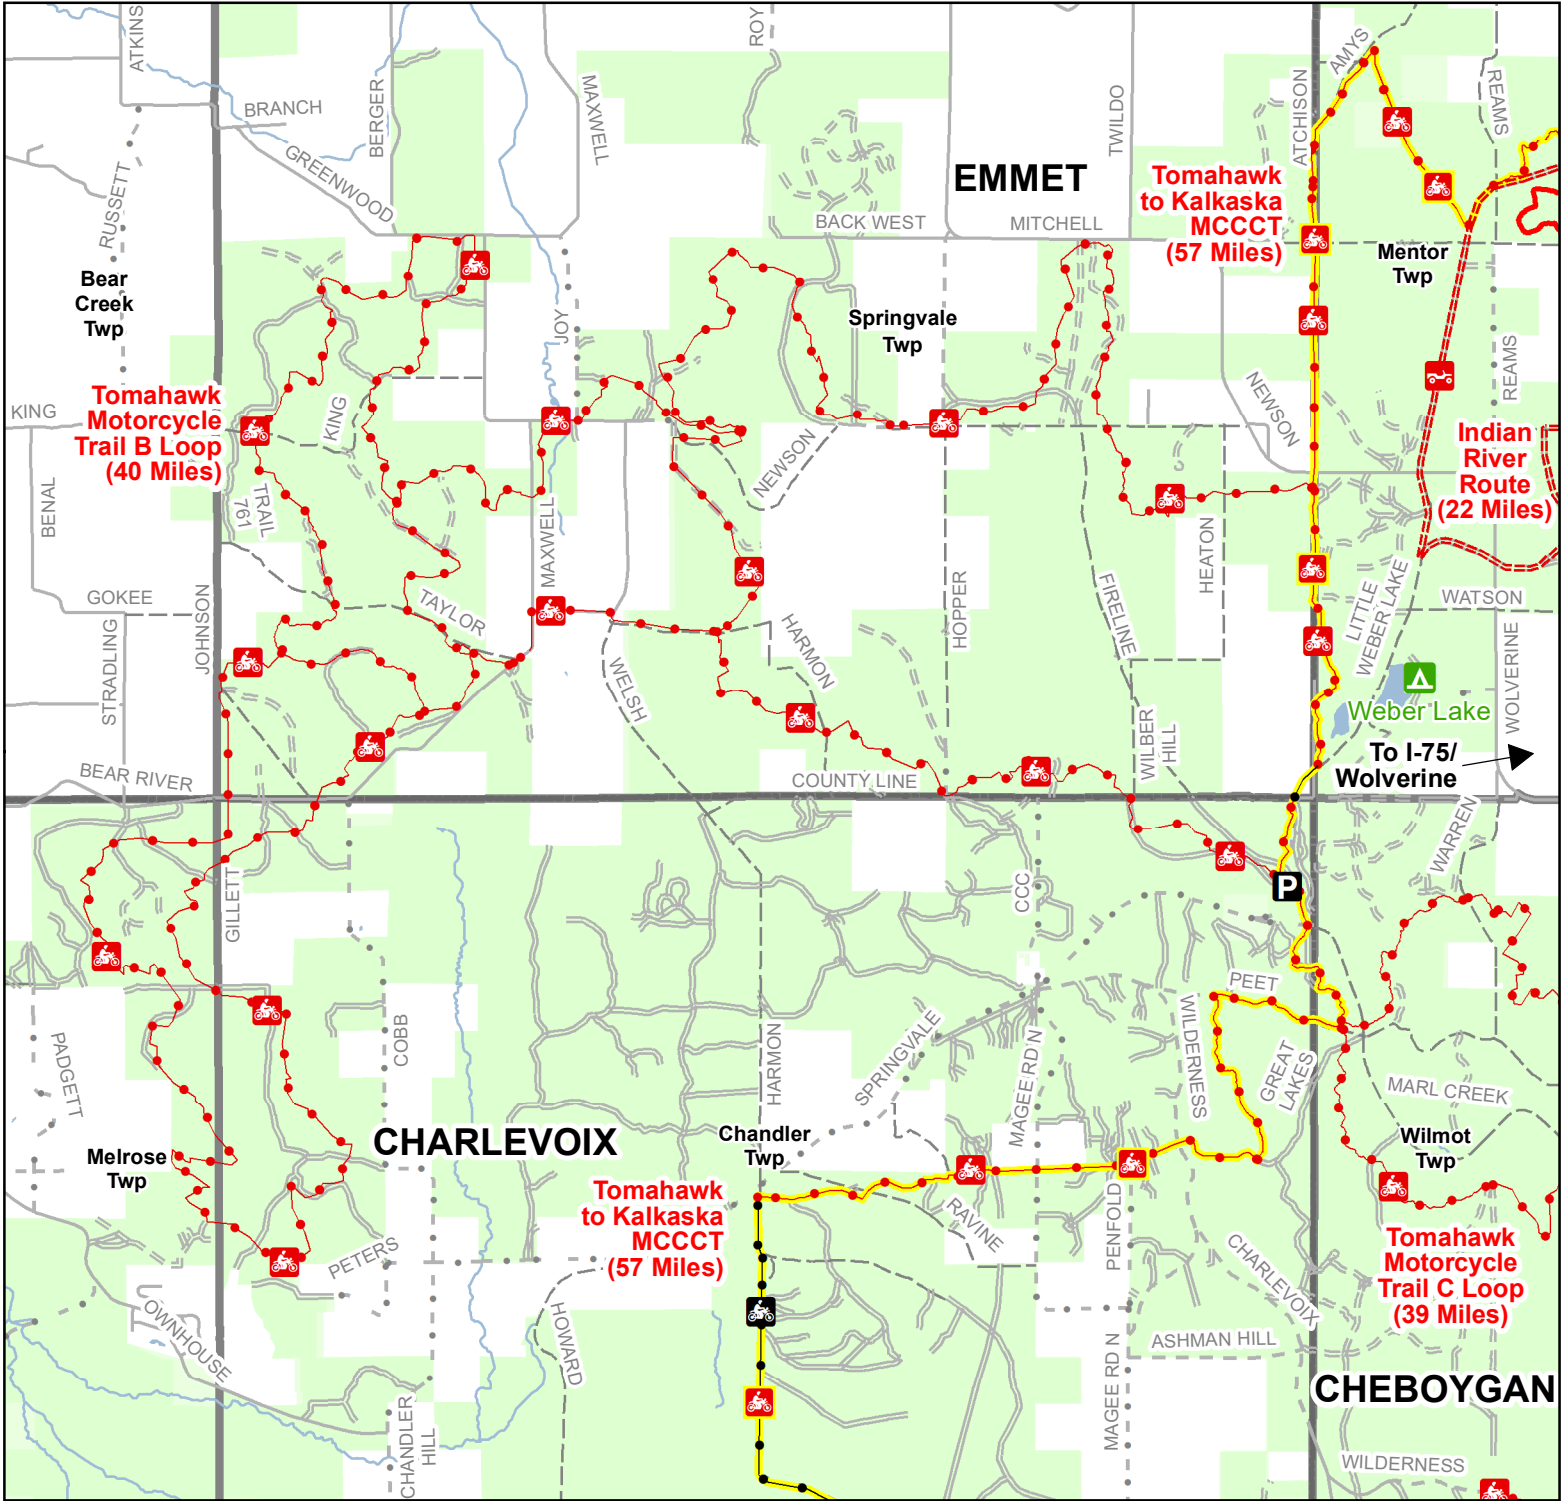 ATKINS
BRANCH
BERGER
GREENWOOD
RUSSETT
MAXWELL
ROY
EMMET
TWILDO
ATCHISON
AMYS
REAMS
BACK WEST
MITCHELL
Tomahawk
to Kalkaska
MCCCT
(57 Miles)
Mentor
Twp
Bear
Creek
Twp
JOY
Springvale
Twp
REAMS
KING
Tomahawk
Motorcycle
Trail B Loop
(40 Miles)
KING
NEWSON
NEWSON
Indian
River
Route
(22 Miles)
BENAL
TRAIL
761
MAXWELL
HEATON
GOKEE
STRADLING
JOHNSON
TAYLOR
WELSH
HARMON
HOPPER
FIRELINE
LITTLE
WEBER LAKE
WATSON
WOLVERINE
Weber Lake
WILBER
HILL
To I-75/
Wolverine
BEAR RIVER
COUNTY LINE
WARREN
GILLETT
CCC
P
PEET
PADGETT
COBB
HARMON
SPRINGVALE
MAGEE RD N
WILDERNESS
GREAT
LAKES
MARL CREEK
CHARLEVOIX
Chandler
Twp
Wilmot
Twp
Melrose
Twp
Tomahawk
to Kalkaska
MCCCT
(57 Miles)
RAVINE
PENFOLD
PETERS
CHARLEVOIX
Tomahawk
Motorcycle
Trail C Loop
(39 Miles)
OWNHOUSE
HOWARD
MAGEE RD N
ASHMAN HILL
CHEBOYGAN
CHANDLER
HILL
WILDERNESS